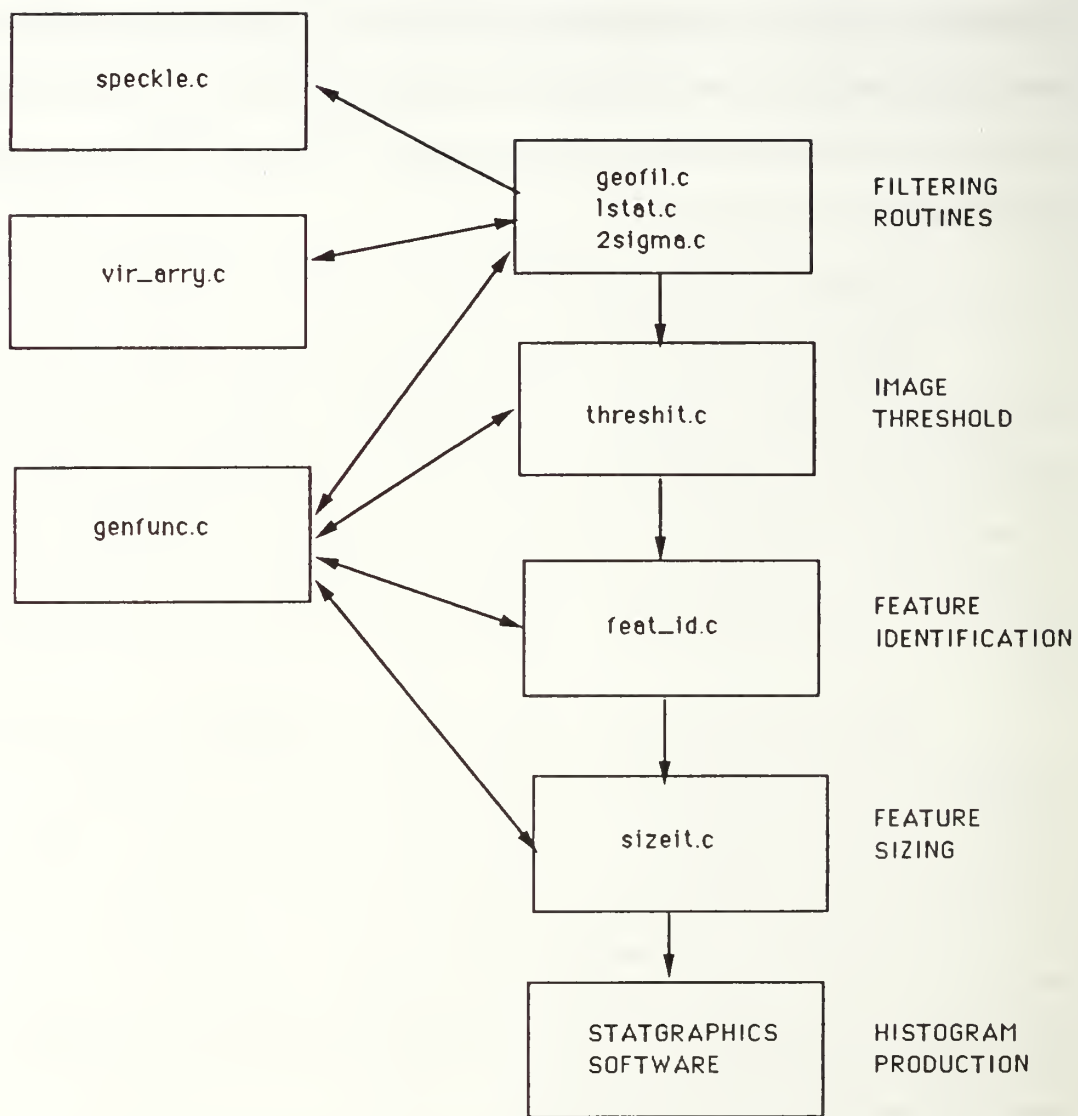 speckle.c
geofil.c
lstat.c
2sigma.c
FILTERING
ROUTINES
vir_arry.c
threshit.c
IMAGE
THRESHOLD
genfunc.c
feat_id.c
FEATURE
IDENTIFICATION
sizeit.c
FEATURE
SIZING
STATGRAPHICS
SOFTWARE
HISTOGRAM
PRODUCTION